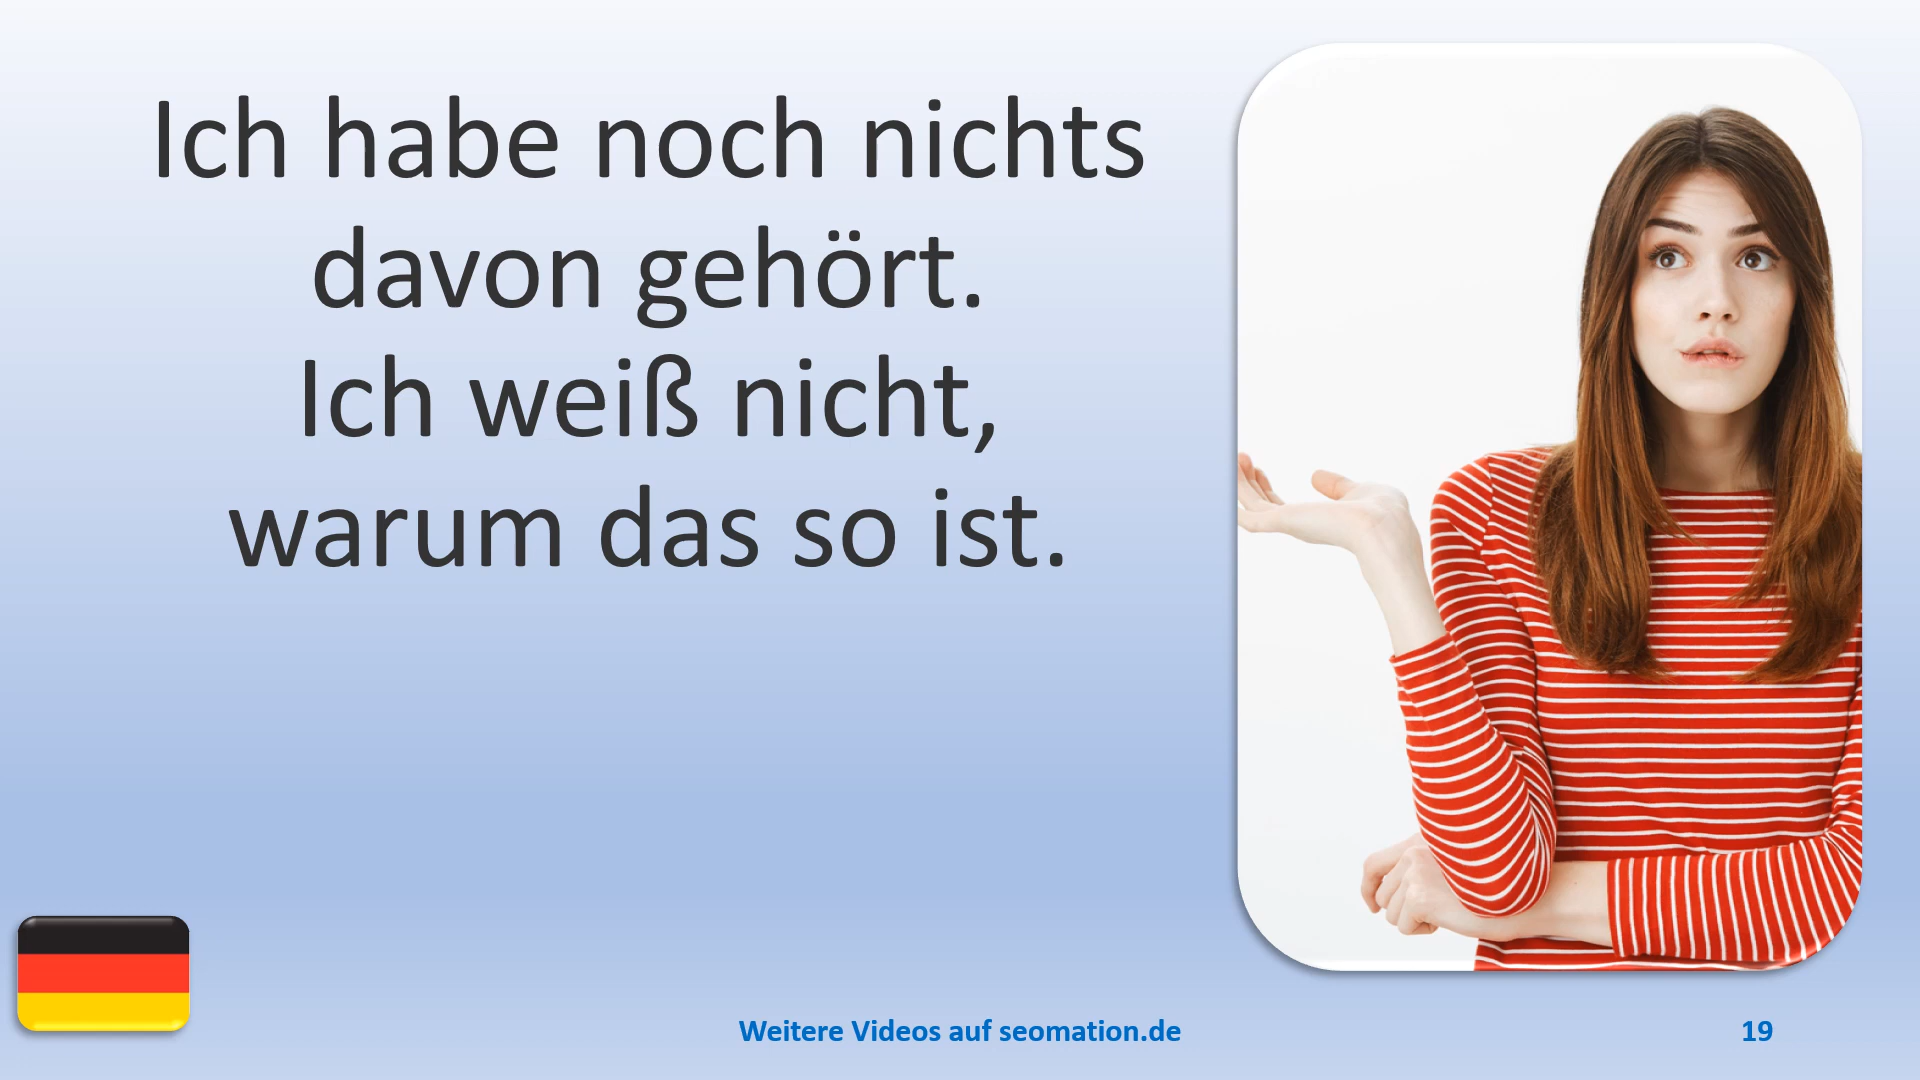 Ich habe noch nichts
davon gehört.
Ich weiß nicht,
warum das so ist.
Weitere Videos auf seomation.de
19